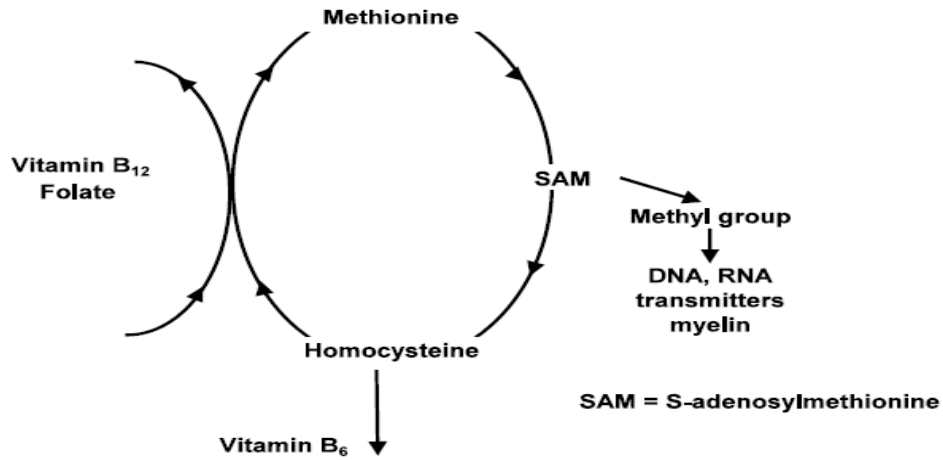 Methionine
Vitamin B₁₂
Folate
SAM
Methyl group
DNA, RNA
transmitters
myelin
Homocysteine
SAM = S-adenosylmethionine
Vitamin B₆